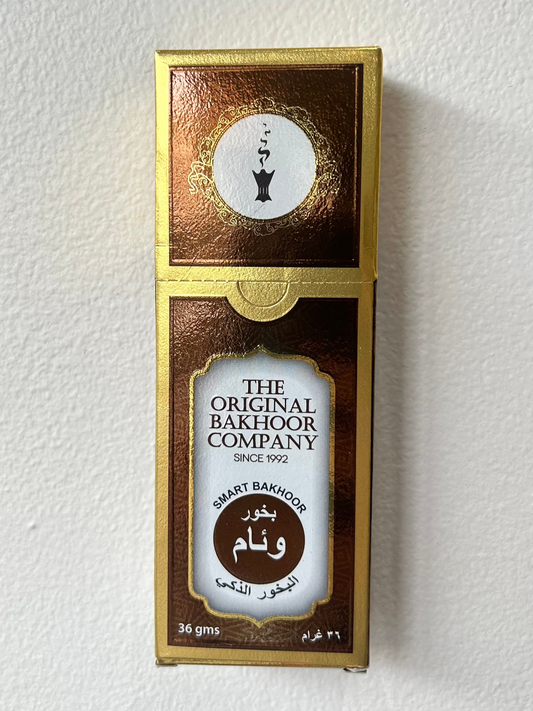 THE
ORIGINAL
BAKHOOR
COMPANY
SINCE 1992
SMART BAKHOOR
بخور
وئام
البخور الذكي
36 gms
٣٦ غرام